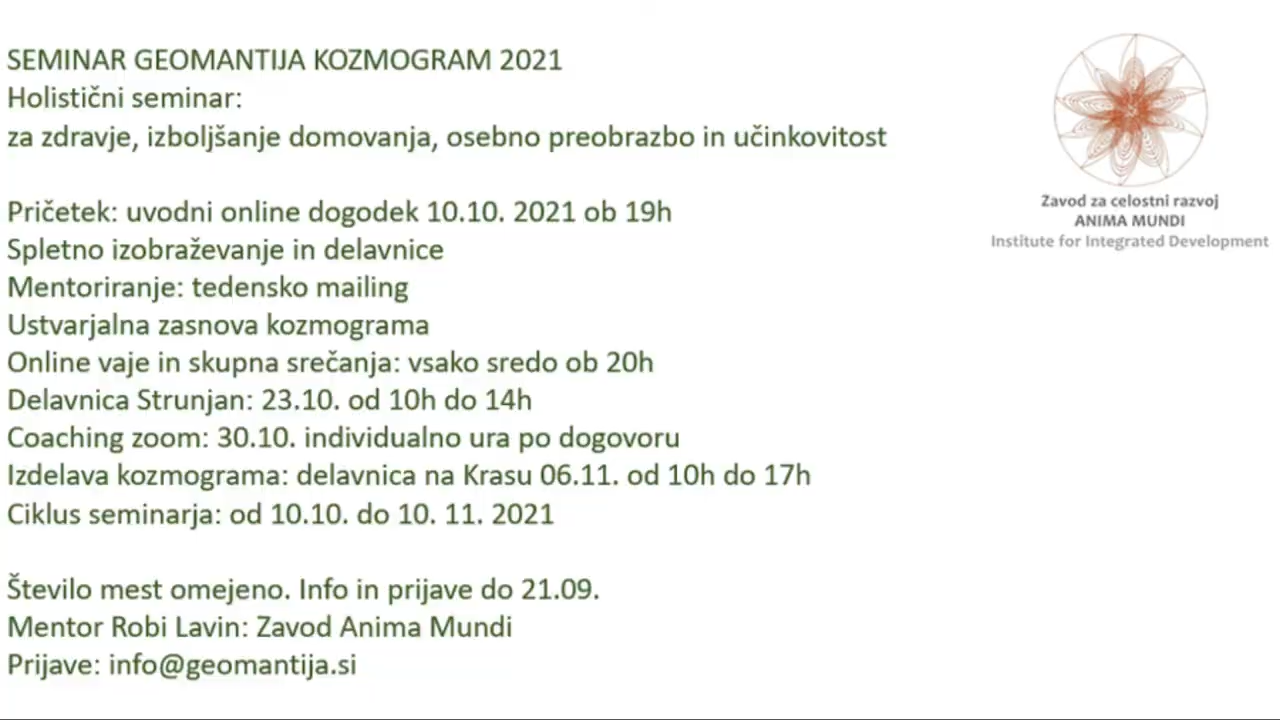 SEMINAR GEOMANTIJA KOZMOGRAM 2021
Holistični seminar:
za zdravje, izboljšanje domovanja, osebno preobrazbo in učinkovitost
Pričetek: uvodni online dogodek 10.10. 2021 ob 19h
Spletno izobraževanje in delavnice
Mentoriranje: tedensko mailing
Ustvarjalna zasnova kozmograma
Online vaje in skupna srečanja: vsako sredo ob 20h
Delavnica Strunjan: 23.10. od 10h do 14h
Coaching zoom: 30.10. individualno ura po dogovoru
Izdelava kozmograma: delavnica na Krasu 06.11. od 10h do 17h
Ciklus seminarja: od 10.10. do 10. 11. 2021
Število mest omejeno. Info in prijave do 21.09.
Mentor Robi Lavin: Zavod Anima Mundi
Prijave: info@geomantija.si
Zavod za celostni razvoj
ANIMA MUNDI
Institute for Integrated Development